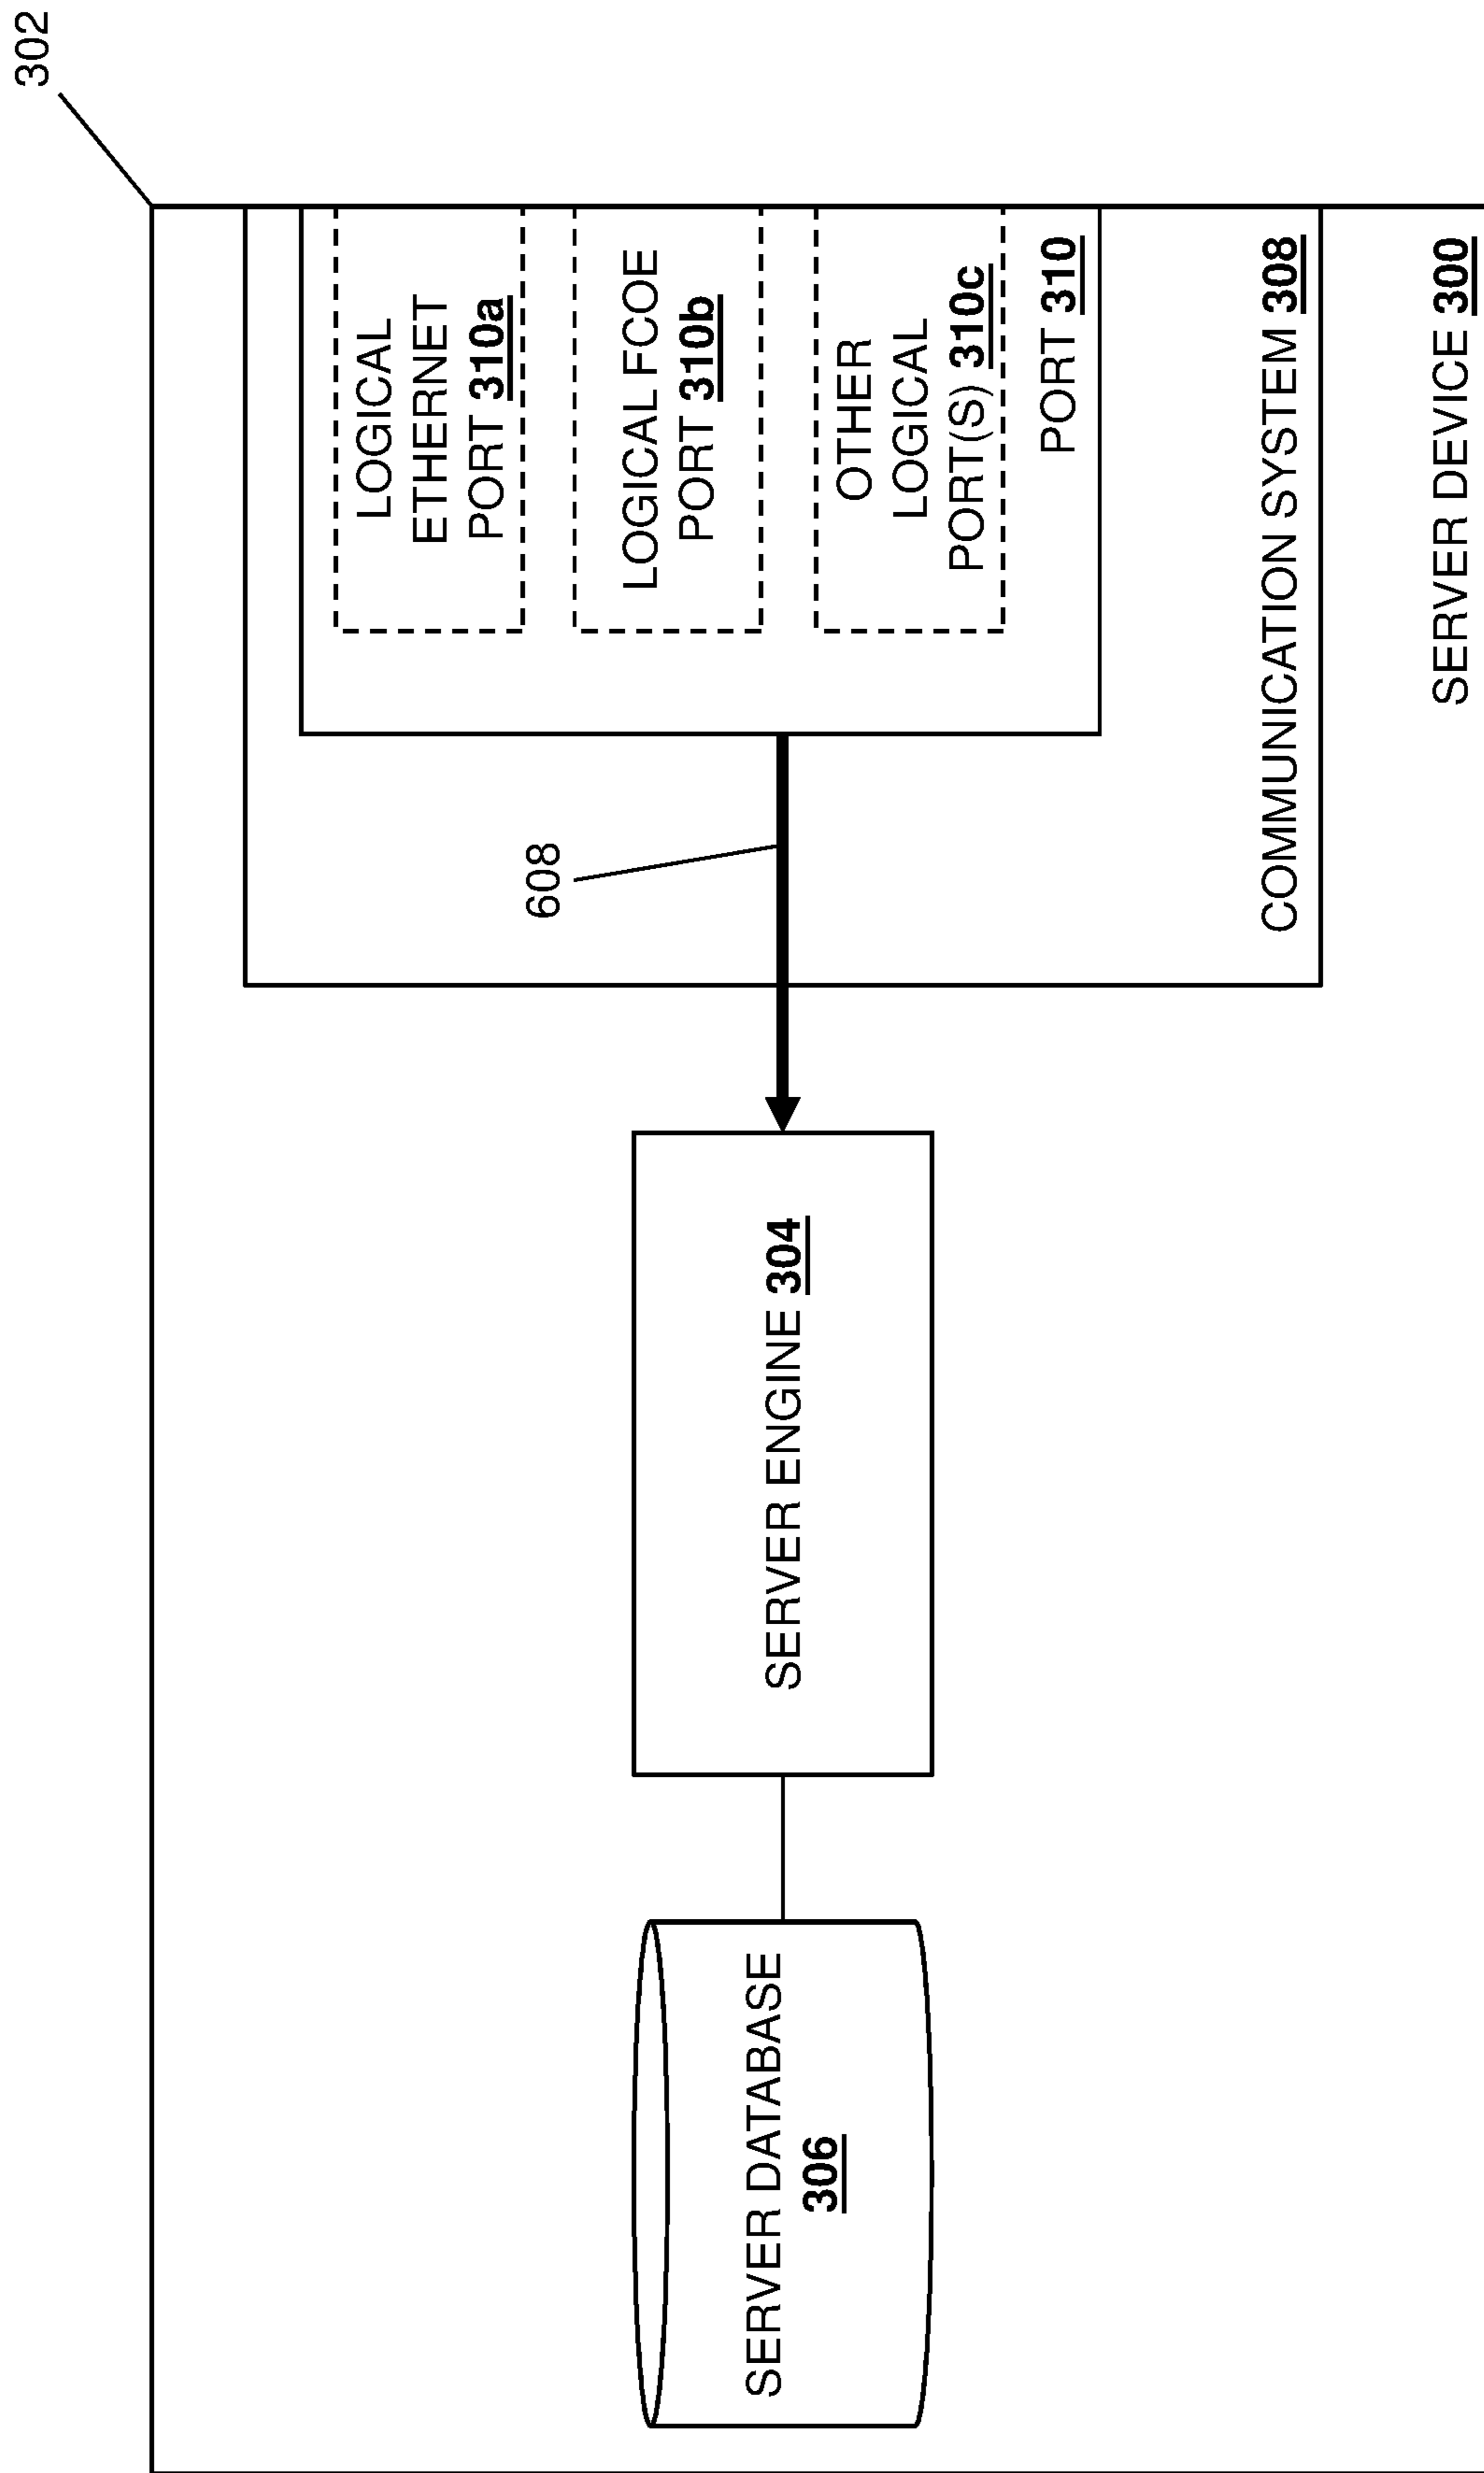 302
LOGICAL
ETHERNET
PORT 310a
LOGICAL FCOE
PORT 310b
OTHER
LOGICAL
PORT(S) 310c
PORT 310
608
COMMUNICATION SYSTEM 308
SERVER ENGINE 304
SERVER DATABASE
306
SERVER DEVICE 300